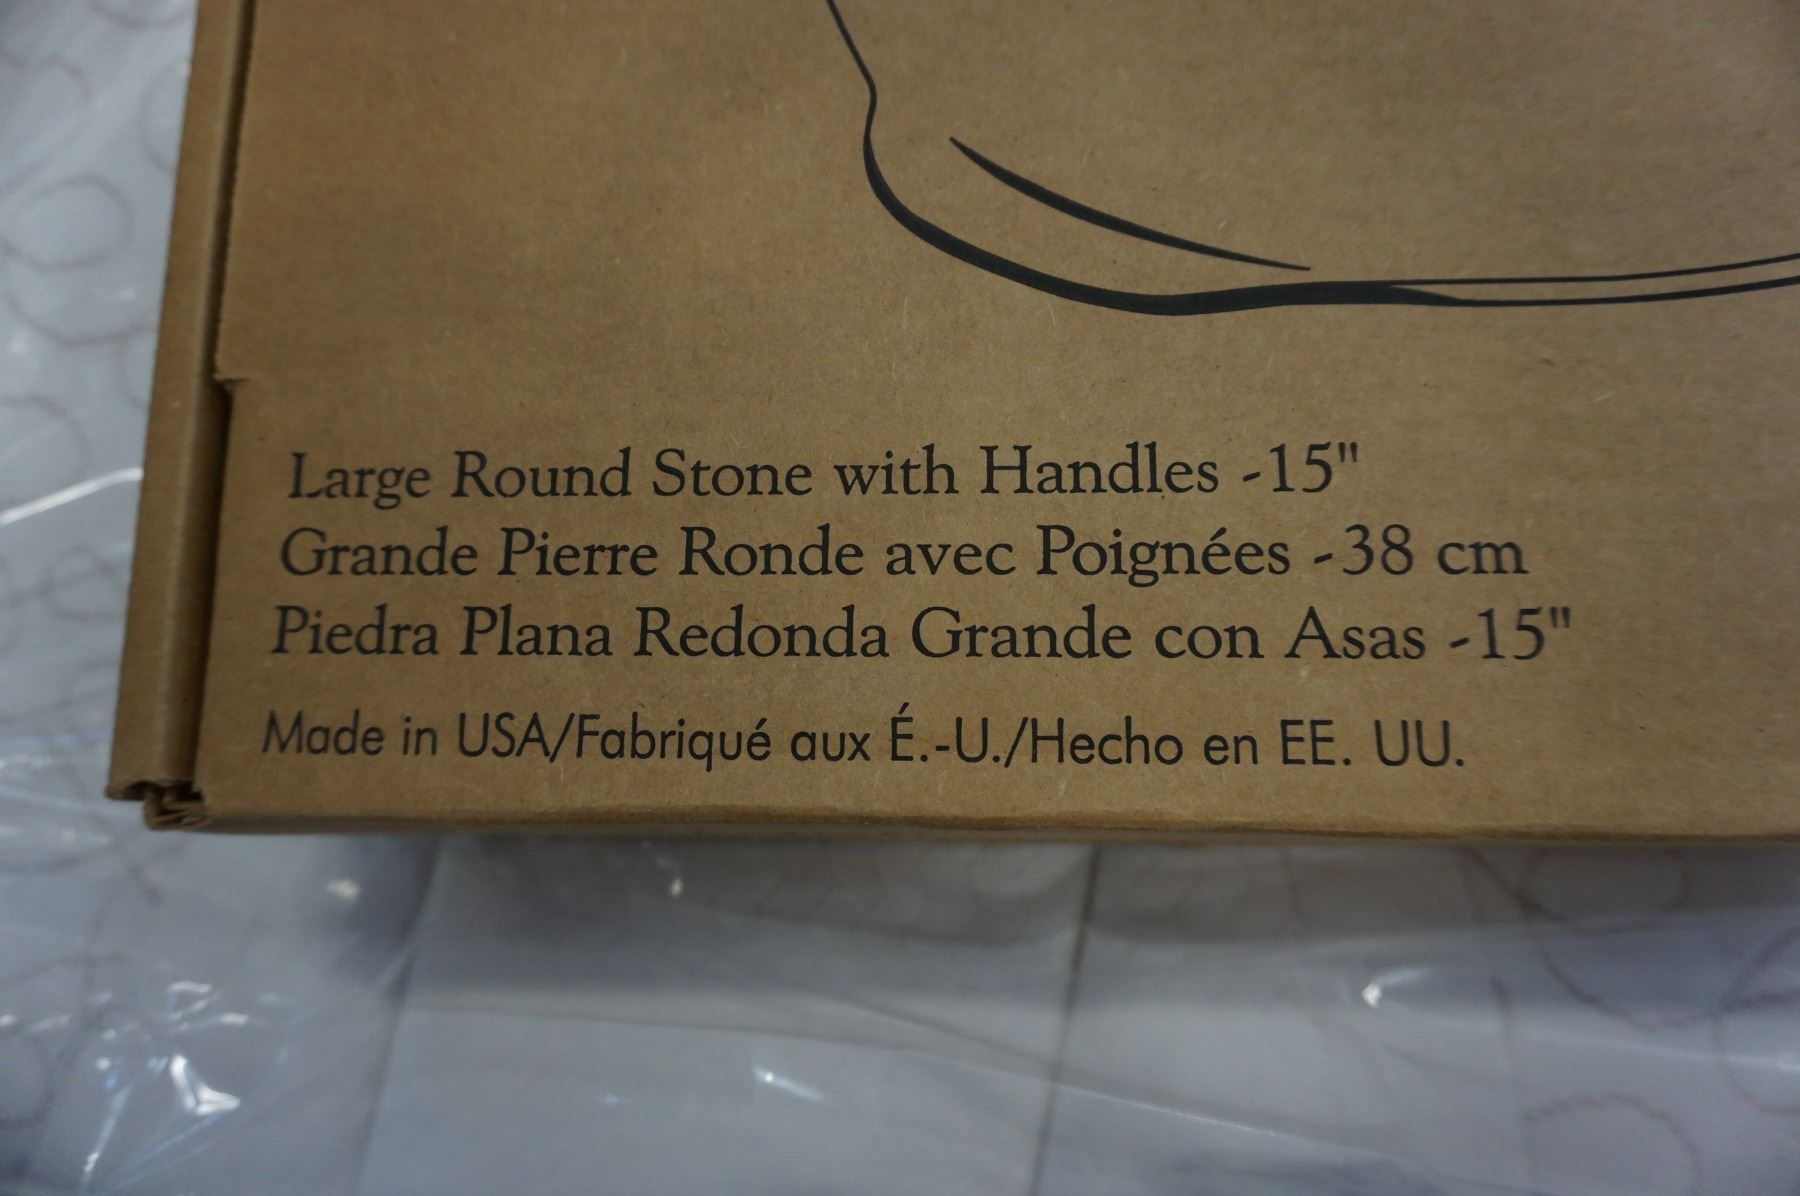 Large Round Stone with Handles -15"
Grande Pierre Ronde avec Poignées -38 cm
Piedra Plana Redonda Grande con Asas -15"
Made in USA/Fabriqué aux É.-U./Hecho en EE. UU.